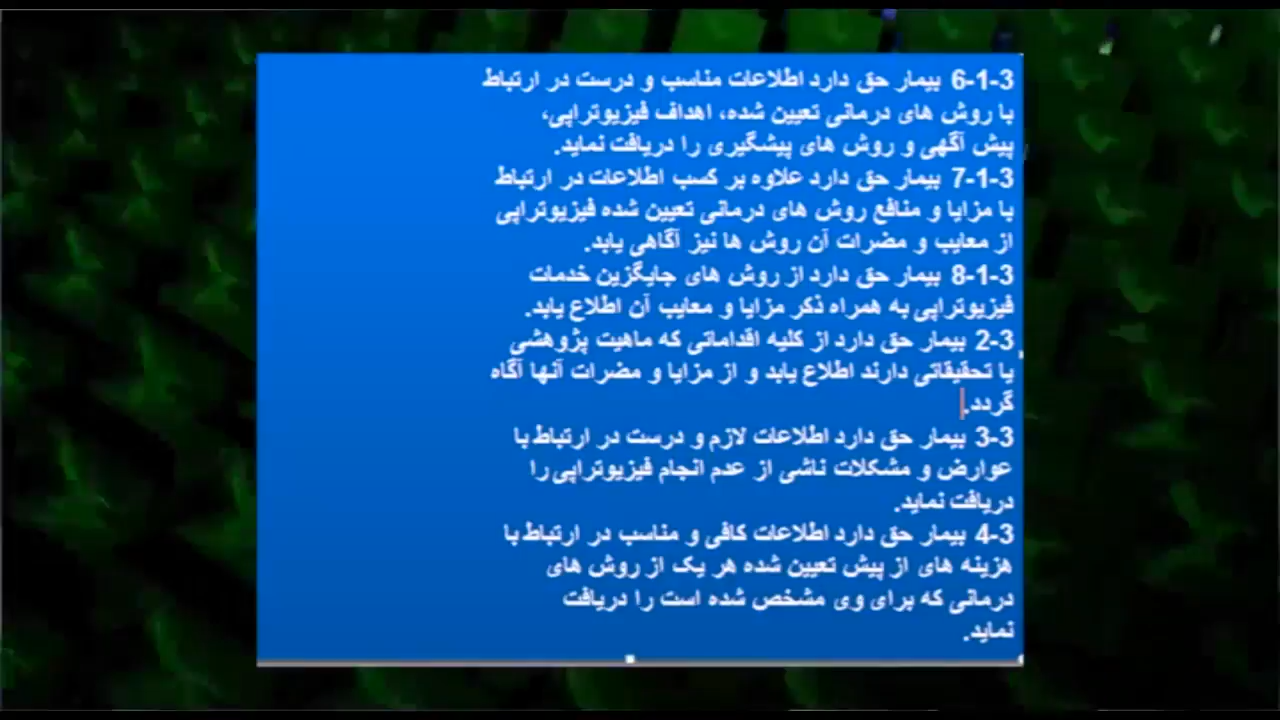 6-1-3 بیمار حق دارد اطلاعات مناسب و درست در ارتباط
با روش های درمانی تعیین شده، اهداف فیزیوتراپی،
پیش آگهی و روش های پیشگیری را دریافت نماید.
7-1-3 بیمار حق دارد علاوه بر کسب اطلاعات در ارتباط
با مزایا و منافع روش های درمانی تعیین شده فیزیوتراپی
از معایب و مضرات آن روش ها نیز آگاهی یابد.
8-1-3 بیمار حق دارد از روش های جایگزین خدمات
فیزیوتراپی به همراه ذکر مزایا و معایب آن اطلاع یابد.
2-3 بیمار حق دارد از کلیه اقداماتی که ماهیت پژوهشی
یا تحقیقاتی دارند اطلاع یابد و از مزایا و مضرات آنها آگاه
گردد.
3-3 بیمار حق دارد اطلاعات لازم و درست در ارتباط با
عوارض و مشکلات ناشی از عدم انجام فیزیوتراپی را
دریافت نماید.
4-3 بیمار حق دارد اطلاعات کافی و مناسب در ارتباط با
هزینه های از پیش تعیین شده هر یک از روش های
درمانی که برای وی مشخص شده است را دریافت
نماید.